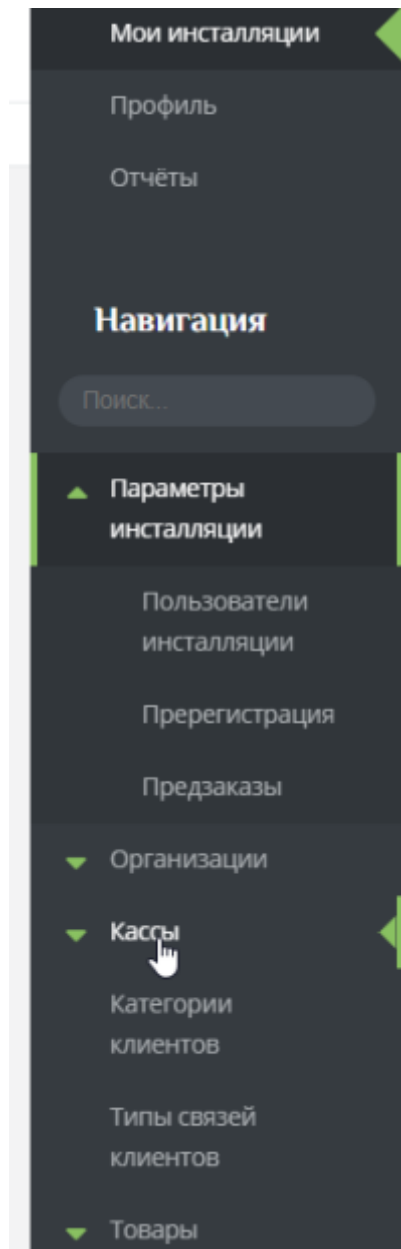 Мои инсталляции
Профиль
Отчёты
Навигация
Поиск...
Параметры
инсталляции
Пользователи
инсталляции
Пререгистрация
Предзаказы
Организации
Кассы
Категории
клиентов
Типы связей
клиентов
Товары